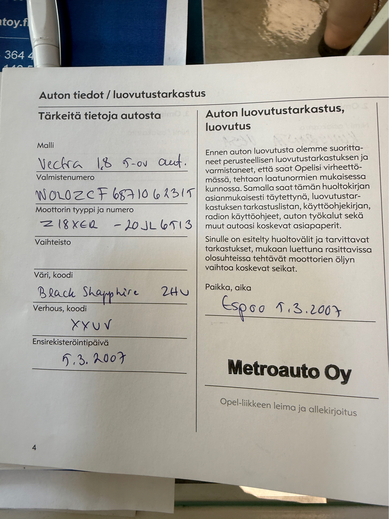 toy.fi
364 4
Auton tiedot / luovutustarkastus
Tärkeitä tietoja autosta
Malli
Vectra 1,8 5-ov aut.
Valmistenumero
W0L0ZCF6871062315
Moottorin tyyppi ja numero
Z18XER - 20JL6513
Vaihteisto
Väri, koodi
Black Shapphire 2HU
Verhous, koodi
XXUV
Ensirekisteröintipäivä
5.3.2007
4
Auton luovutustarkastus,
luovutus
Ennen auton luovutusta olemme suoritta-
neet perusteellisen luovutustarkastuksen ja
varmistaneet, että saat Opelisi virheettö-
mässä, tehtaan laatunormien mukaisessa
kunnossa. Samalla saat tämän huoltokirjan
asianmukaisesti täytettynä, luovutustar-
kastuksen tarkastuslistan, käyttöohjekirjan,
radion käyttöohjeet, auton työkalut sekä
muut autoasi koskevat asiapaperit.
Sinulle on esitelty huoltovälit ja tarvittavat
tarkastukset, mukaan luettuna rasittavissa
olosuhteissa tehtävät moottorien öljyn
vaihtoa koskevat seikat.
Paikka, aika
Espoo 5.3.2007
Metroauto Oy
Opel-liikkeen leima ja allekirjoitus